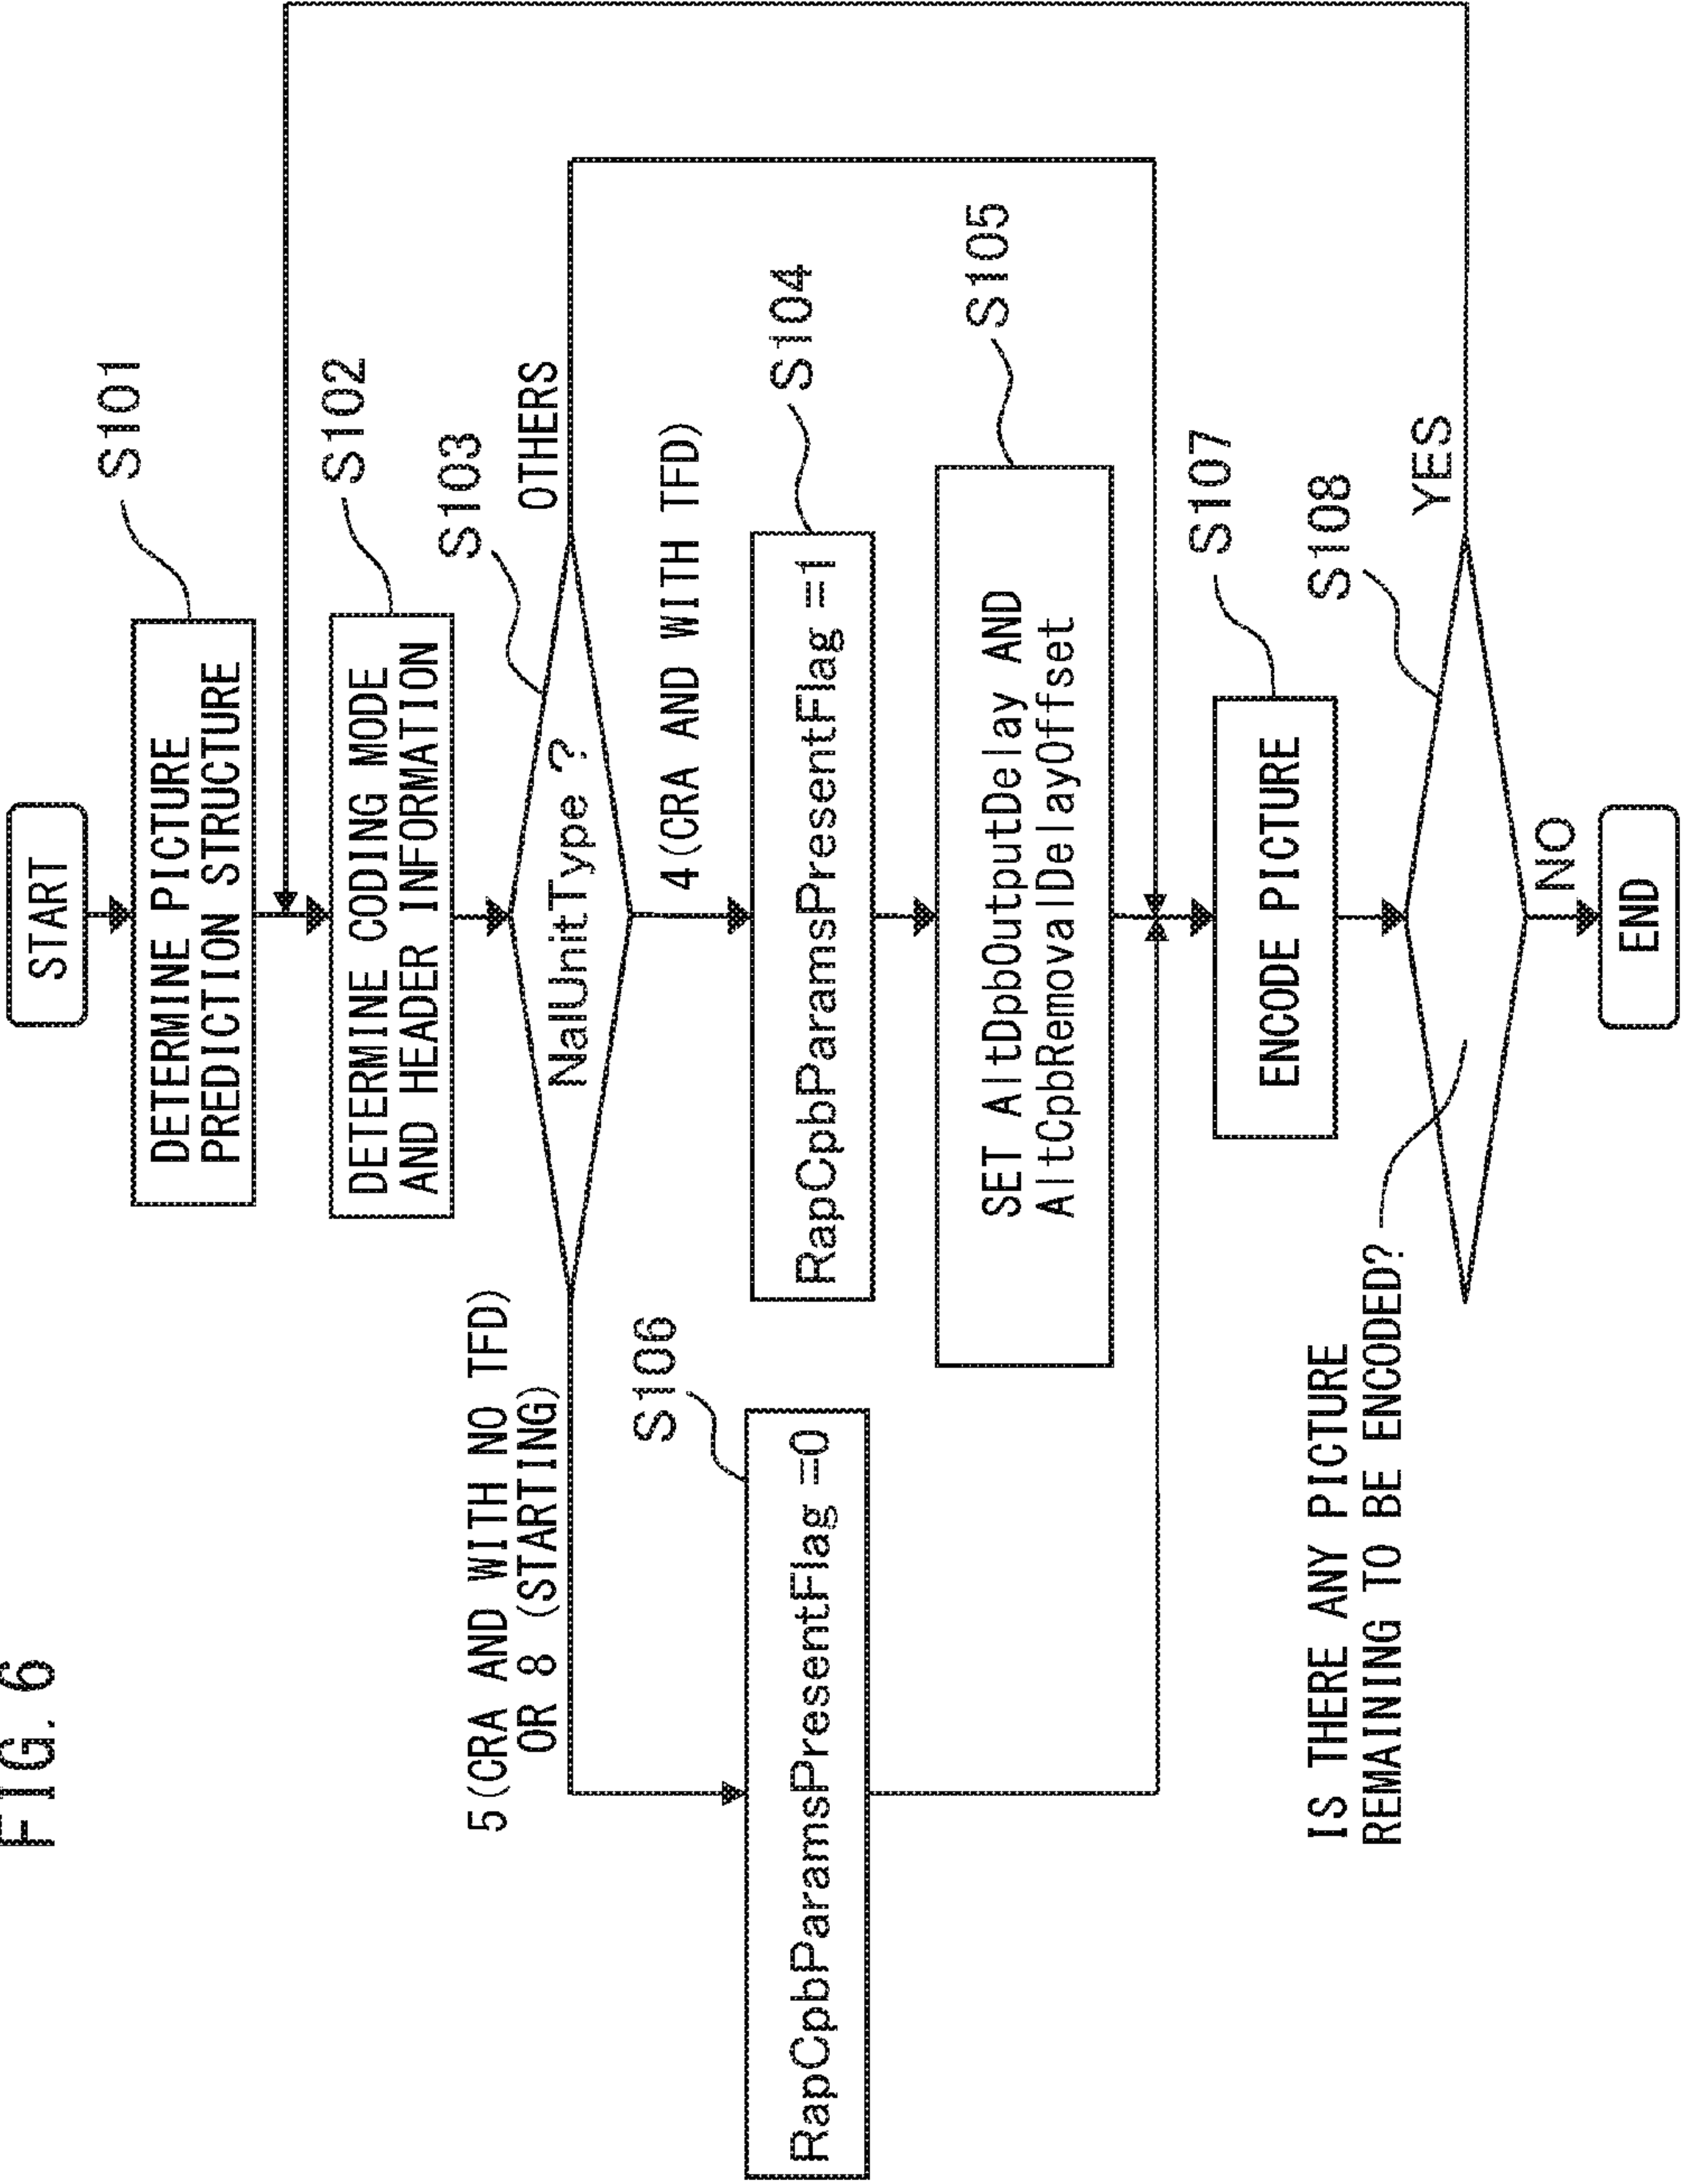 FIG. 6
START
DETERMINE PICTURE
PREDICTION STRUCTURE
S101
DETERMINE CODING MODE
AND HEADER INFORMATION
S102
NalUnitType ?
S103
OTHERS
5(CRA AND WITH NO TFD)
OR 8 (STARTING)
4(CRA AND WITH TFD)
S106
RapCpbParamsPresentFlag =0
RapCpbParamsPresentFlag =1
S104
SET AltDpbOutputDelay AND
AltCpbRemovalDelayOffset
S105
ENCODE PICTURE
S107
IS THERE ANY PICTURE
REMAINING TO BE ENCODED?
S108
YES
NO
END